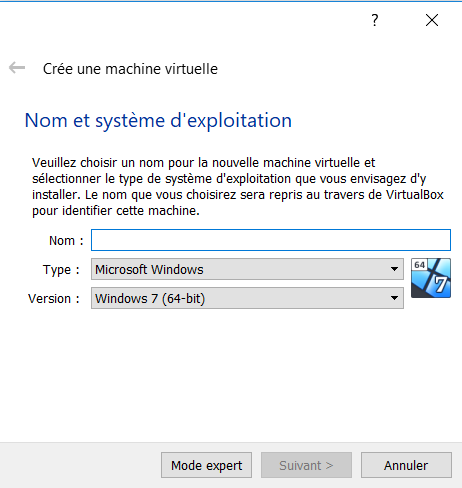 ?
Crée une machine virtuelle
Nom et système d'exploitation
Veuillez choisir un nom pour la nouvelle machine virtuelle et
sélectionner le type de système d'exploitation que vous envisagez d'y
installer. Le nom que vous choisirez sera repris au travers de VirtualBox
pour identifier cette machine.
Nom :
Type : Microsoft Windows
64
7
Version : Windows 7 (64-bit)
Mode expert Suivant > Annuler